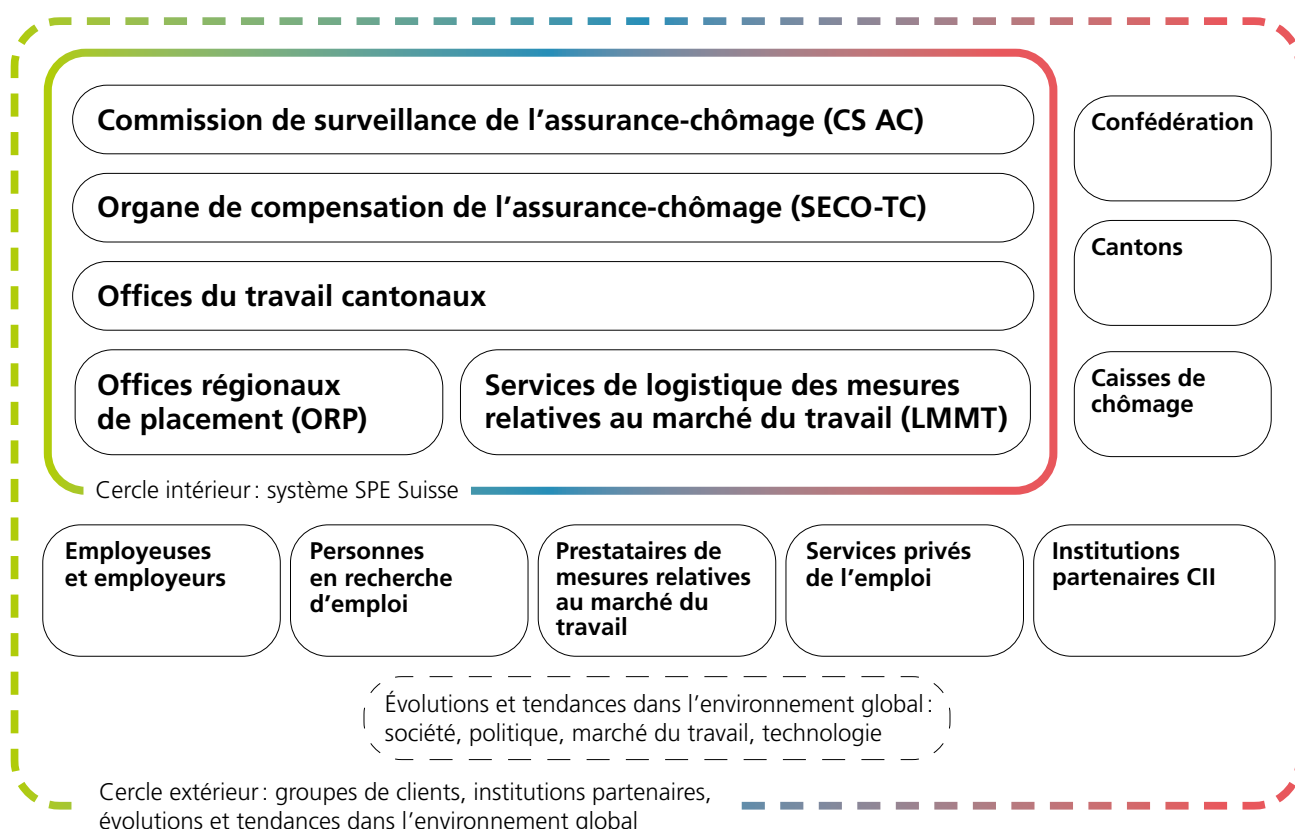 Commission de surveillance de l’assurance-chômage (CS AC)
Organe de compensation de l’assurance-chômage (SECO-TC)
Offices du travail cantonaux
Offices régionaux
de placement (ORP)
Services de logistique des mesures
relatives au marché du travail (LMMT)
Cercle intérieur : système SPE Suisse
Confédération
Cantons
Caisses de
chômage
Employeuses
et employeurs
Personnes
en recherche
d’emploi
Prestataires de
mesures relatives
au marché du
travail
Services privés
de l’emploi
Institutions
partenaires CII
Évolutions et tendances dans l’environnement global :
société, politique, marché du travail, technologie
Cercle extérieur : groupes de clients, institutions partenaires,
évolutions et tendances dans l’environnement global